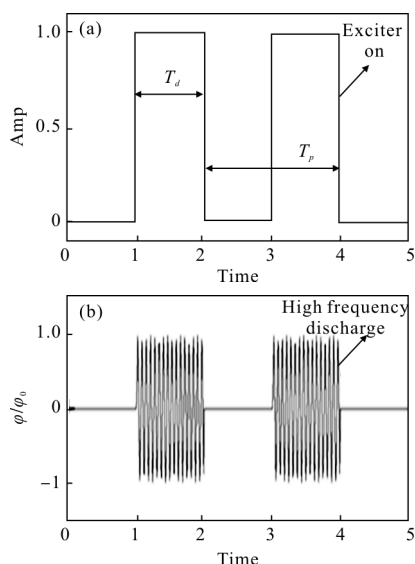 (a)
1.0
Exciter
on
T_d
Amp
0.5
T_p
0
0 1 2 3 4 5
Time
(b)
High frequency
discharge
1.0
φ/φ₀
0
−1
0 1 2 3 4 5
Time